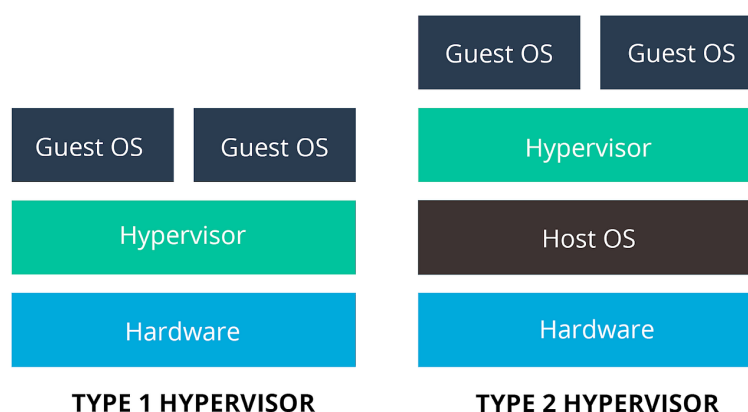 Guest OS Guest OS
Hypervisor
Hardware
TYPE 1 HYPERVISOR
Guest OS Guest OS
Hypervisor
Host OS
Hardware
TYPE 2 HYPERVISOR